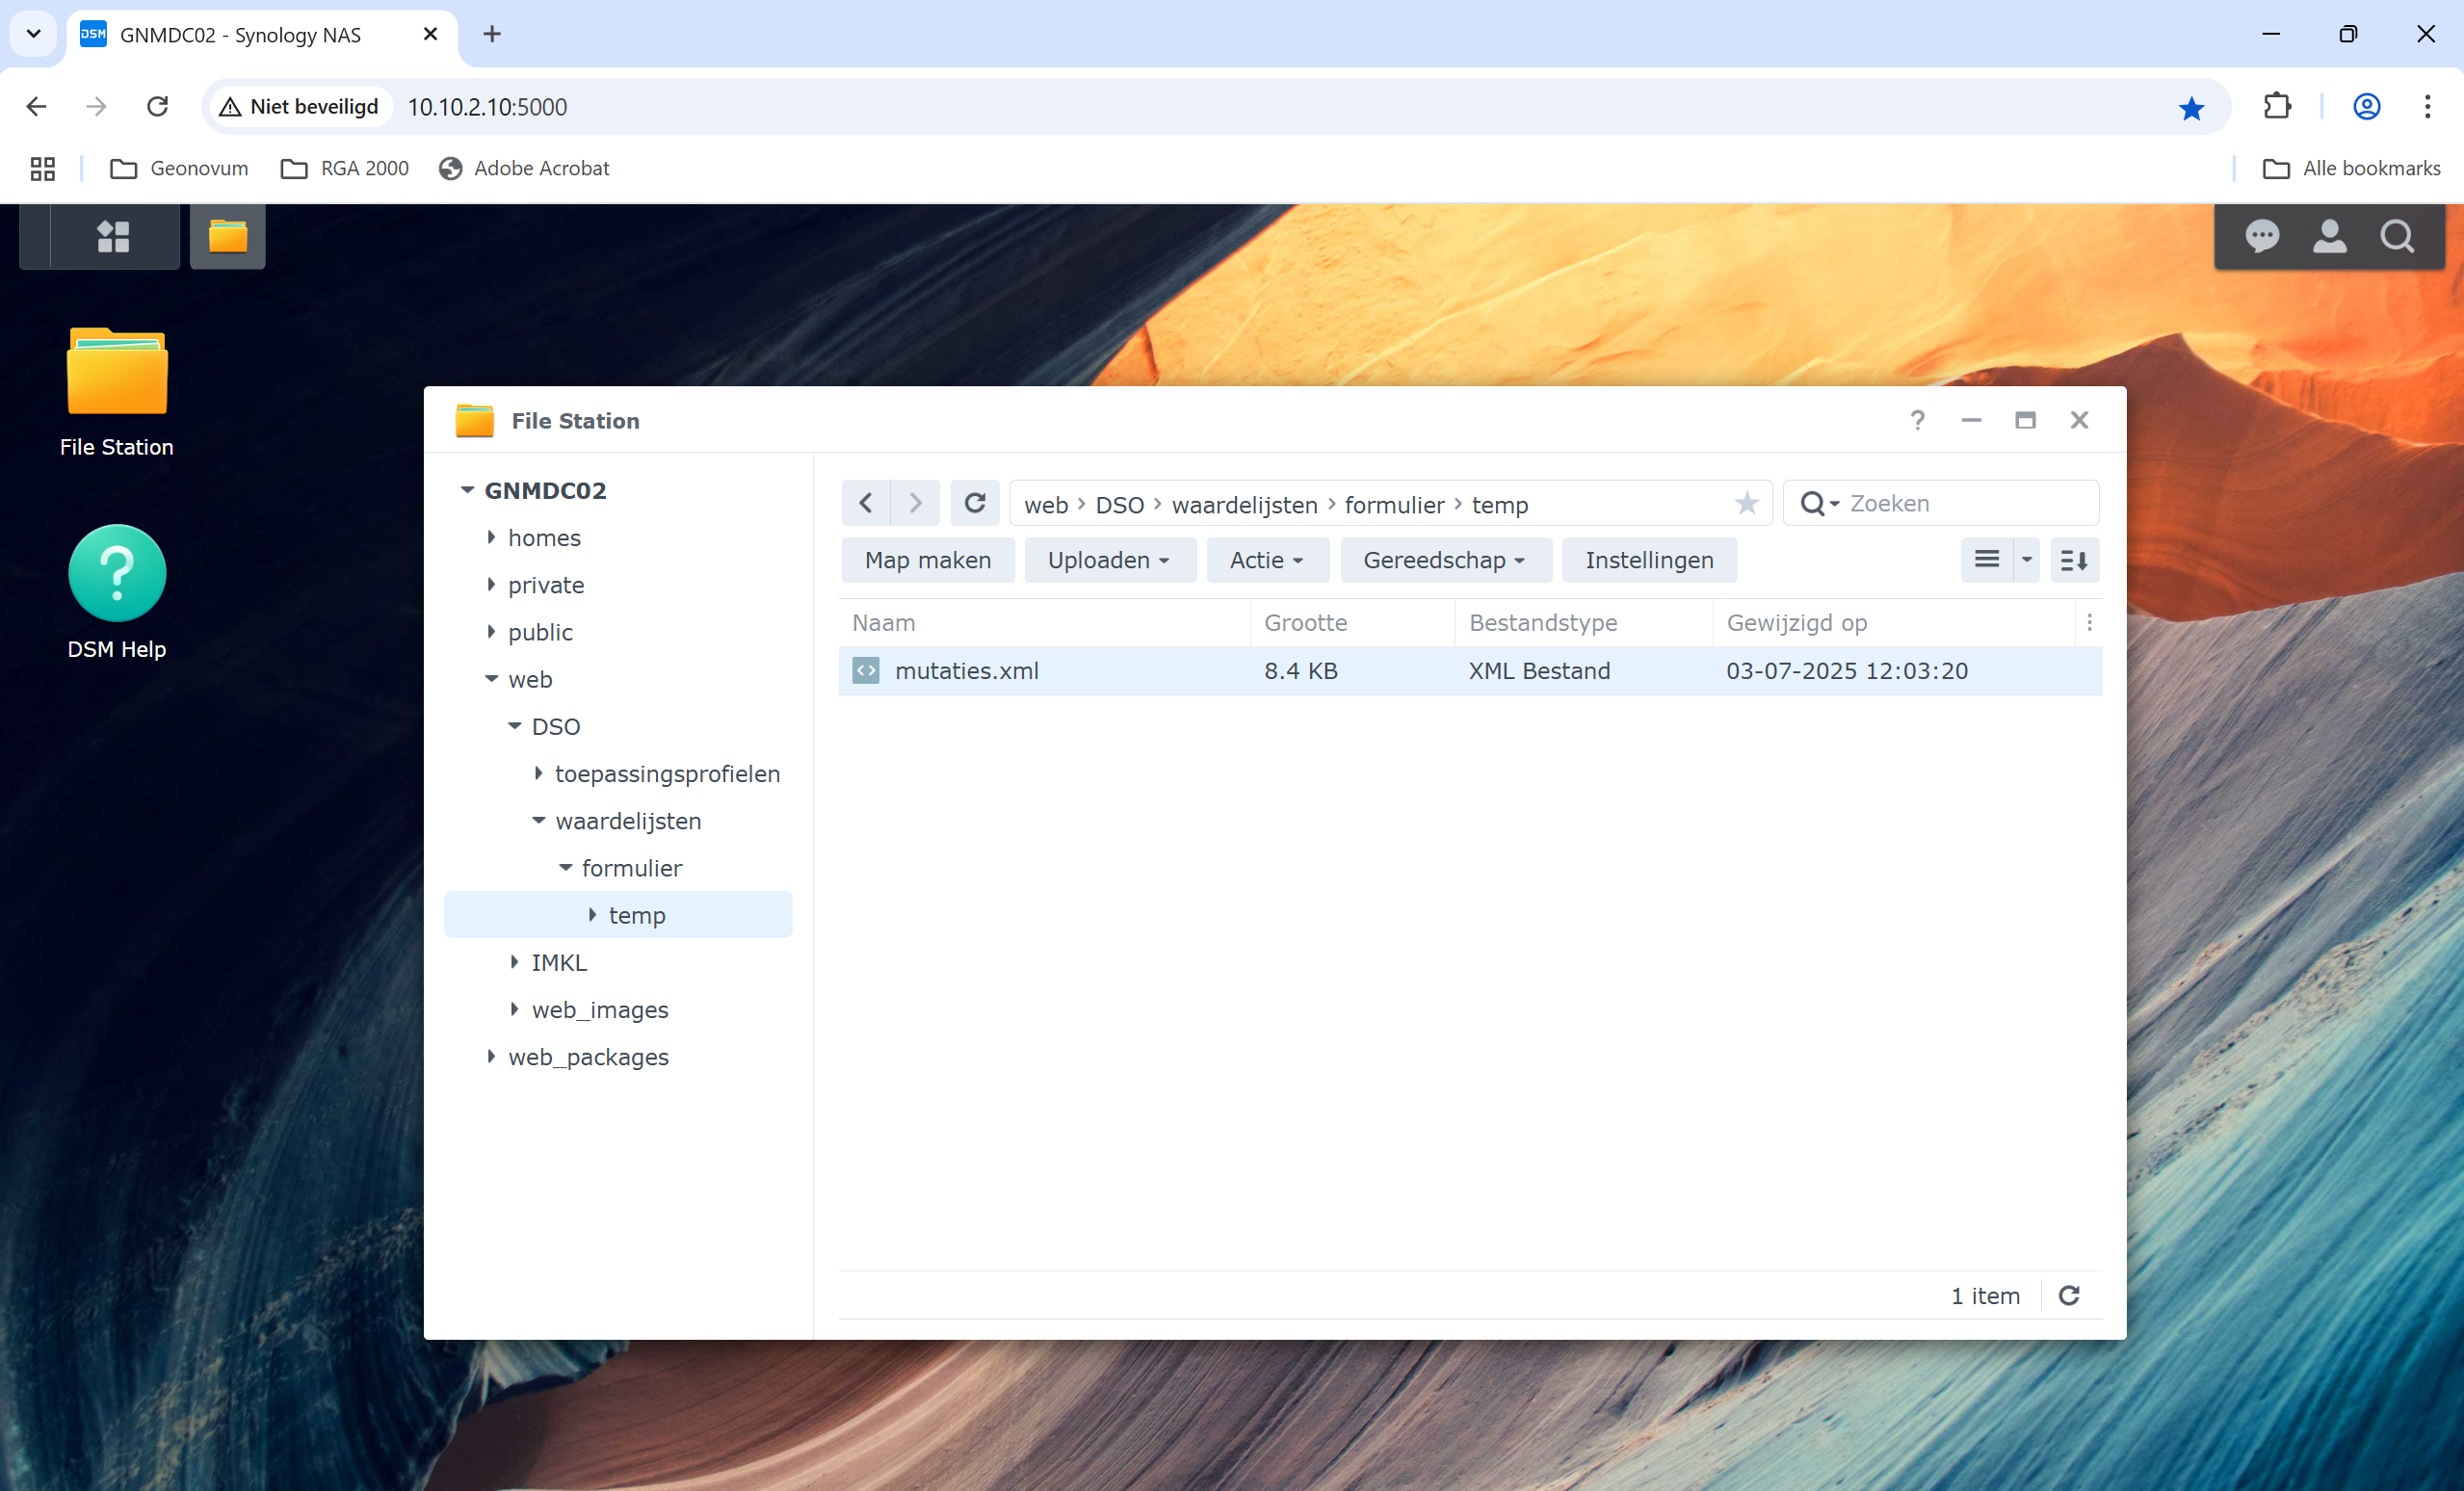 GNMDC02 - Synology NAS
Niet beveiligd
10.10.2.10:5000
Geonovum
RGA 2000
Adobe Acrobat
Alle bookmarks
File Station
DSM Help
File Station
GNMDC02
homes
private
public
web
DSO
toepassingsprofielen
waardelijsten
formulier
temp
IMKL
web_images
web_packages
web › DSO › waardelijsten › formulier › temp
Zoeken
Map maken
Uploaden
Actie
Gereedschap
Instellingen
Naam Grootte Bestandstype Gewijzigd op
mutaties.xml 8.4 KB XML Bestand 03-07-2025 12:03:20
1 item
DSM